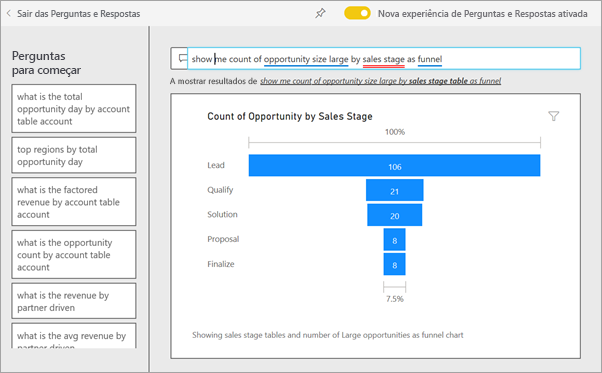 Sair das Perguntas e Respostas
Nova experiência de Perguntas e Respostas ativada
Perguntas
para começar
what is the total
opportunity day by account
table account
top regions by total
opportunity day
what is the factored
revenue by account table
account
what is the opportunity
count by account table
account
what is the revenue by
partner driven
what is the avg revenue by
partner driven
show me count of opportunity size large by sales stage as funnel
A mostrar resultados de show me count of opportunity size large by sales stage table as funnel
Count of Opportunity by Sales Stage
100%
Lead 106
Qualify 21
Solution 20
Proposal 8
Finalize 8
7.5%
Showing sales stage tables and number of Large opportunities as funnel chart